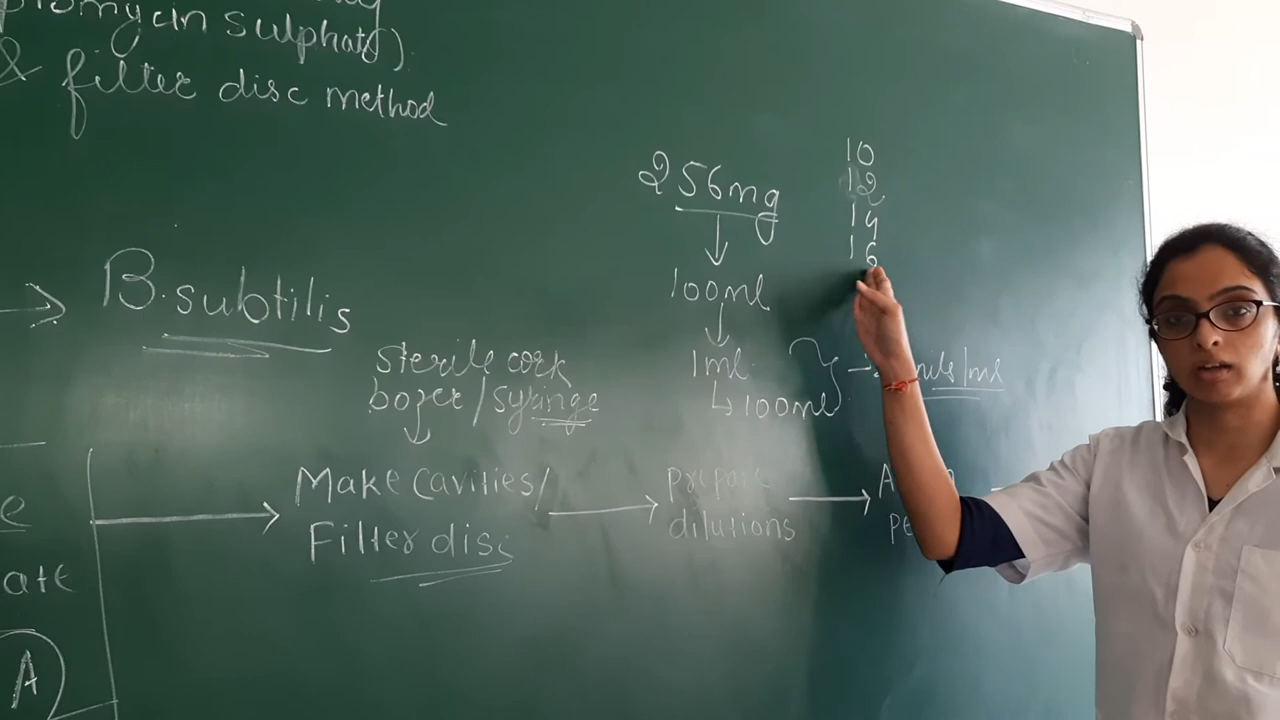 sulphate).
& filter disc method
256mg
100ml
1ml
100ml
10
12
14
16
B.subtilis
sterile cork
borer/syringe
Make Cavities/
Filter disc
Prepare
dilutions
A